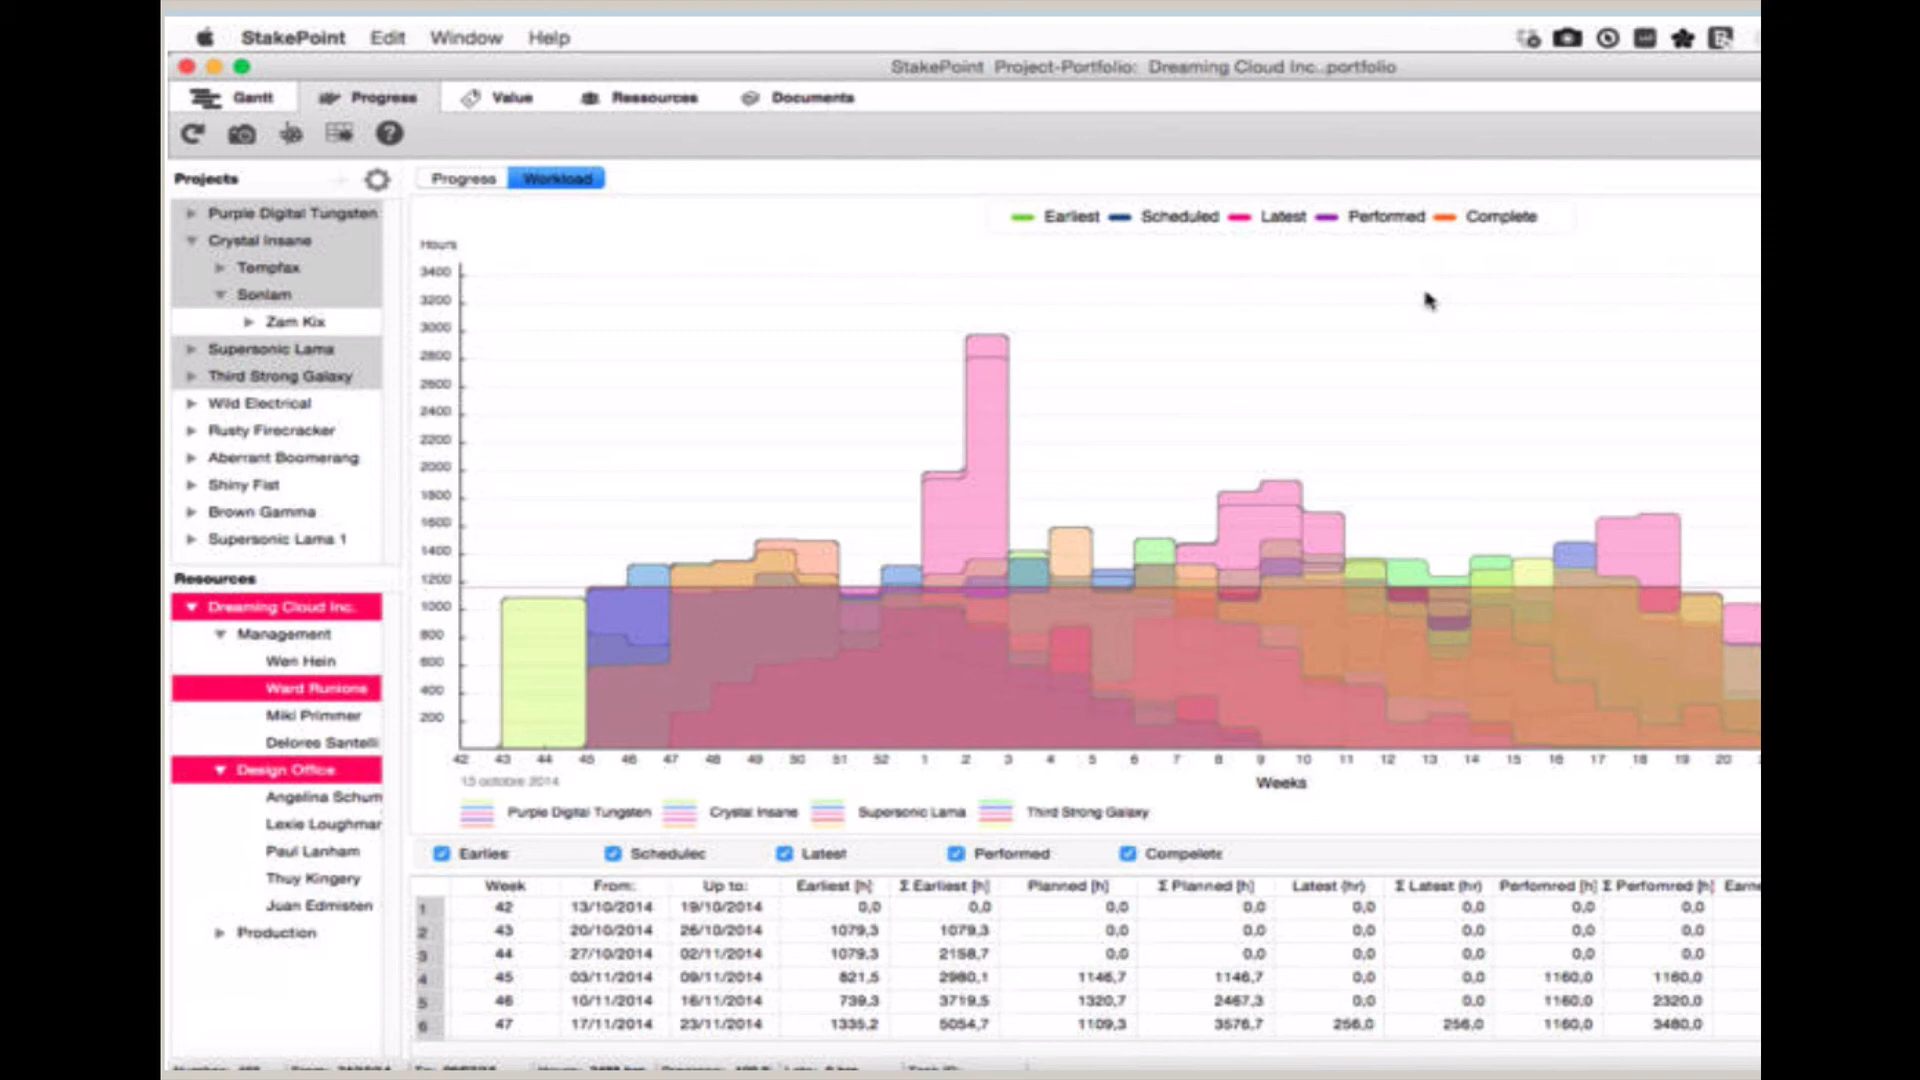 StakePoint Edit Window Help
StakePoint Project-Portfolio: Dreaming Cloud Inc..portfolio
Gantt Progress Value Ressources Documents
Projects
Progress Workload
Purple Digital Tungsten
Crystal Insane
Tempfax
Sonlam
Zam Kix
Supersonic Lama
Third Strong Galaxy
Wild Electrical
Rusty Firecracker
Aberrant Boomerang
Shiny Fist
Brown Gamma
Supersonic Lama 1
Resources
Dreaming Cloud Inc.
Management
Wen Hein
Ward Runions
Miki Primmer
Delores Santelli
Design Office
Angelina Schum
Lexie Loughmar
Paul Lanham
Thuy Kingery
Juan Edmisten
Production
Earliest Scheduled Latest Performed Complete
Hours
3400
3200
3000
2800
2600
2400
2200
2000
1800
1600
1400
1200
1000
800
600
400
200
42 43 44 45 46 47 48 49 50 51 52 1 2 3 4 5 6 7 8 9 10 11 12 13 14 15 16 17 18 19 20
13 octobre 2014
Weeks
Purple Digital Tungsten Crystal Insane Supersonic Lama Third Strong Galaxy
Earlies Schedulec Latest Performed Compelete
Week From: Up to: Earliest [h] Σ Earliest [h] Planned [h] Σ Planned [h] Latest (hr) Σ Latest (hr) Perfomred [h] Σ Perfomred [h] Earne
1 42 13/10/2014 19/10/2014 0,0 0,0 0,0 0,0 0,0 0,0 0,0 0,0
2 43 20/10/2014 26/10/2014 1079,3 1079,3 0,0 0,0 0,0 0,0 0,0 0,0
3 44 27/10/2014 02/11/2014 1079,3 2158,7 0,0 0,0 0,0 0,0 0,0 0,0
4 45 03/11/2014 09/11/2014 821,5 2980,1 1146,7 1146,7 0,0 0,0 1160,0 1160,0
5 46 10/11/2014 16/11/2014 739,3 3719,5 1320,7 2467,3 0,0 0,0 1160,0 2320,0
6 47 17/11/2014 23/11/2014 1335,2 5054,7 1109,3 3576,7 256,0 256,0 1160,0 3480,0